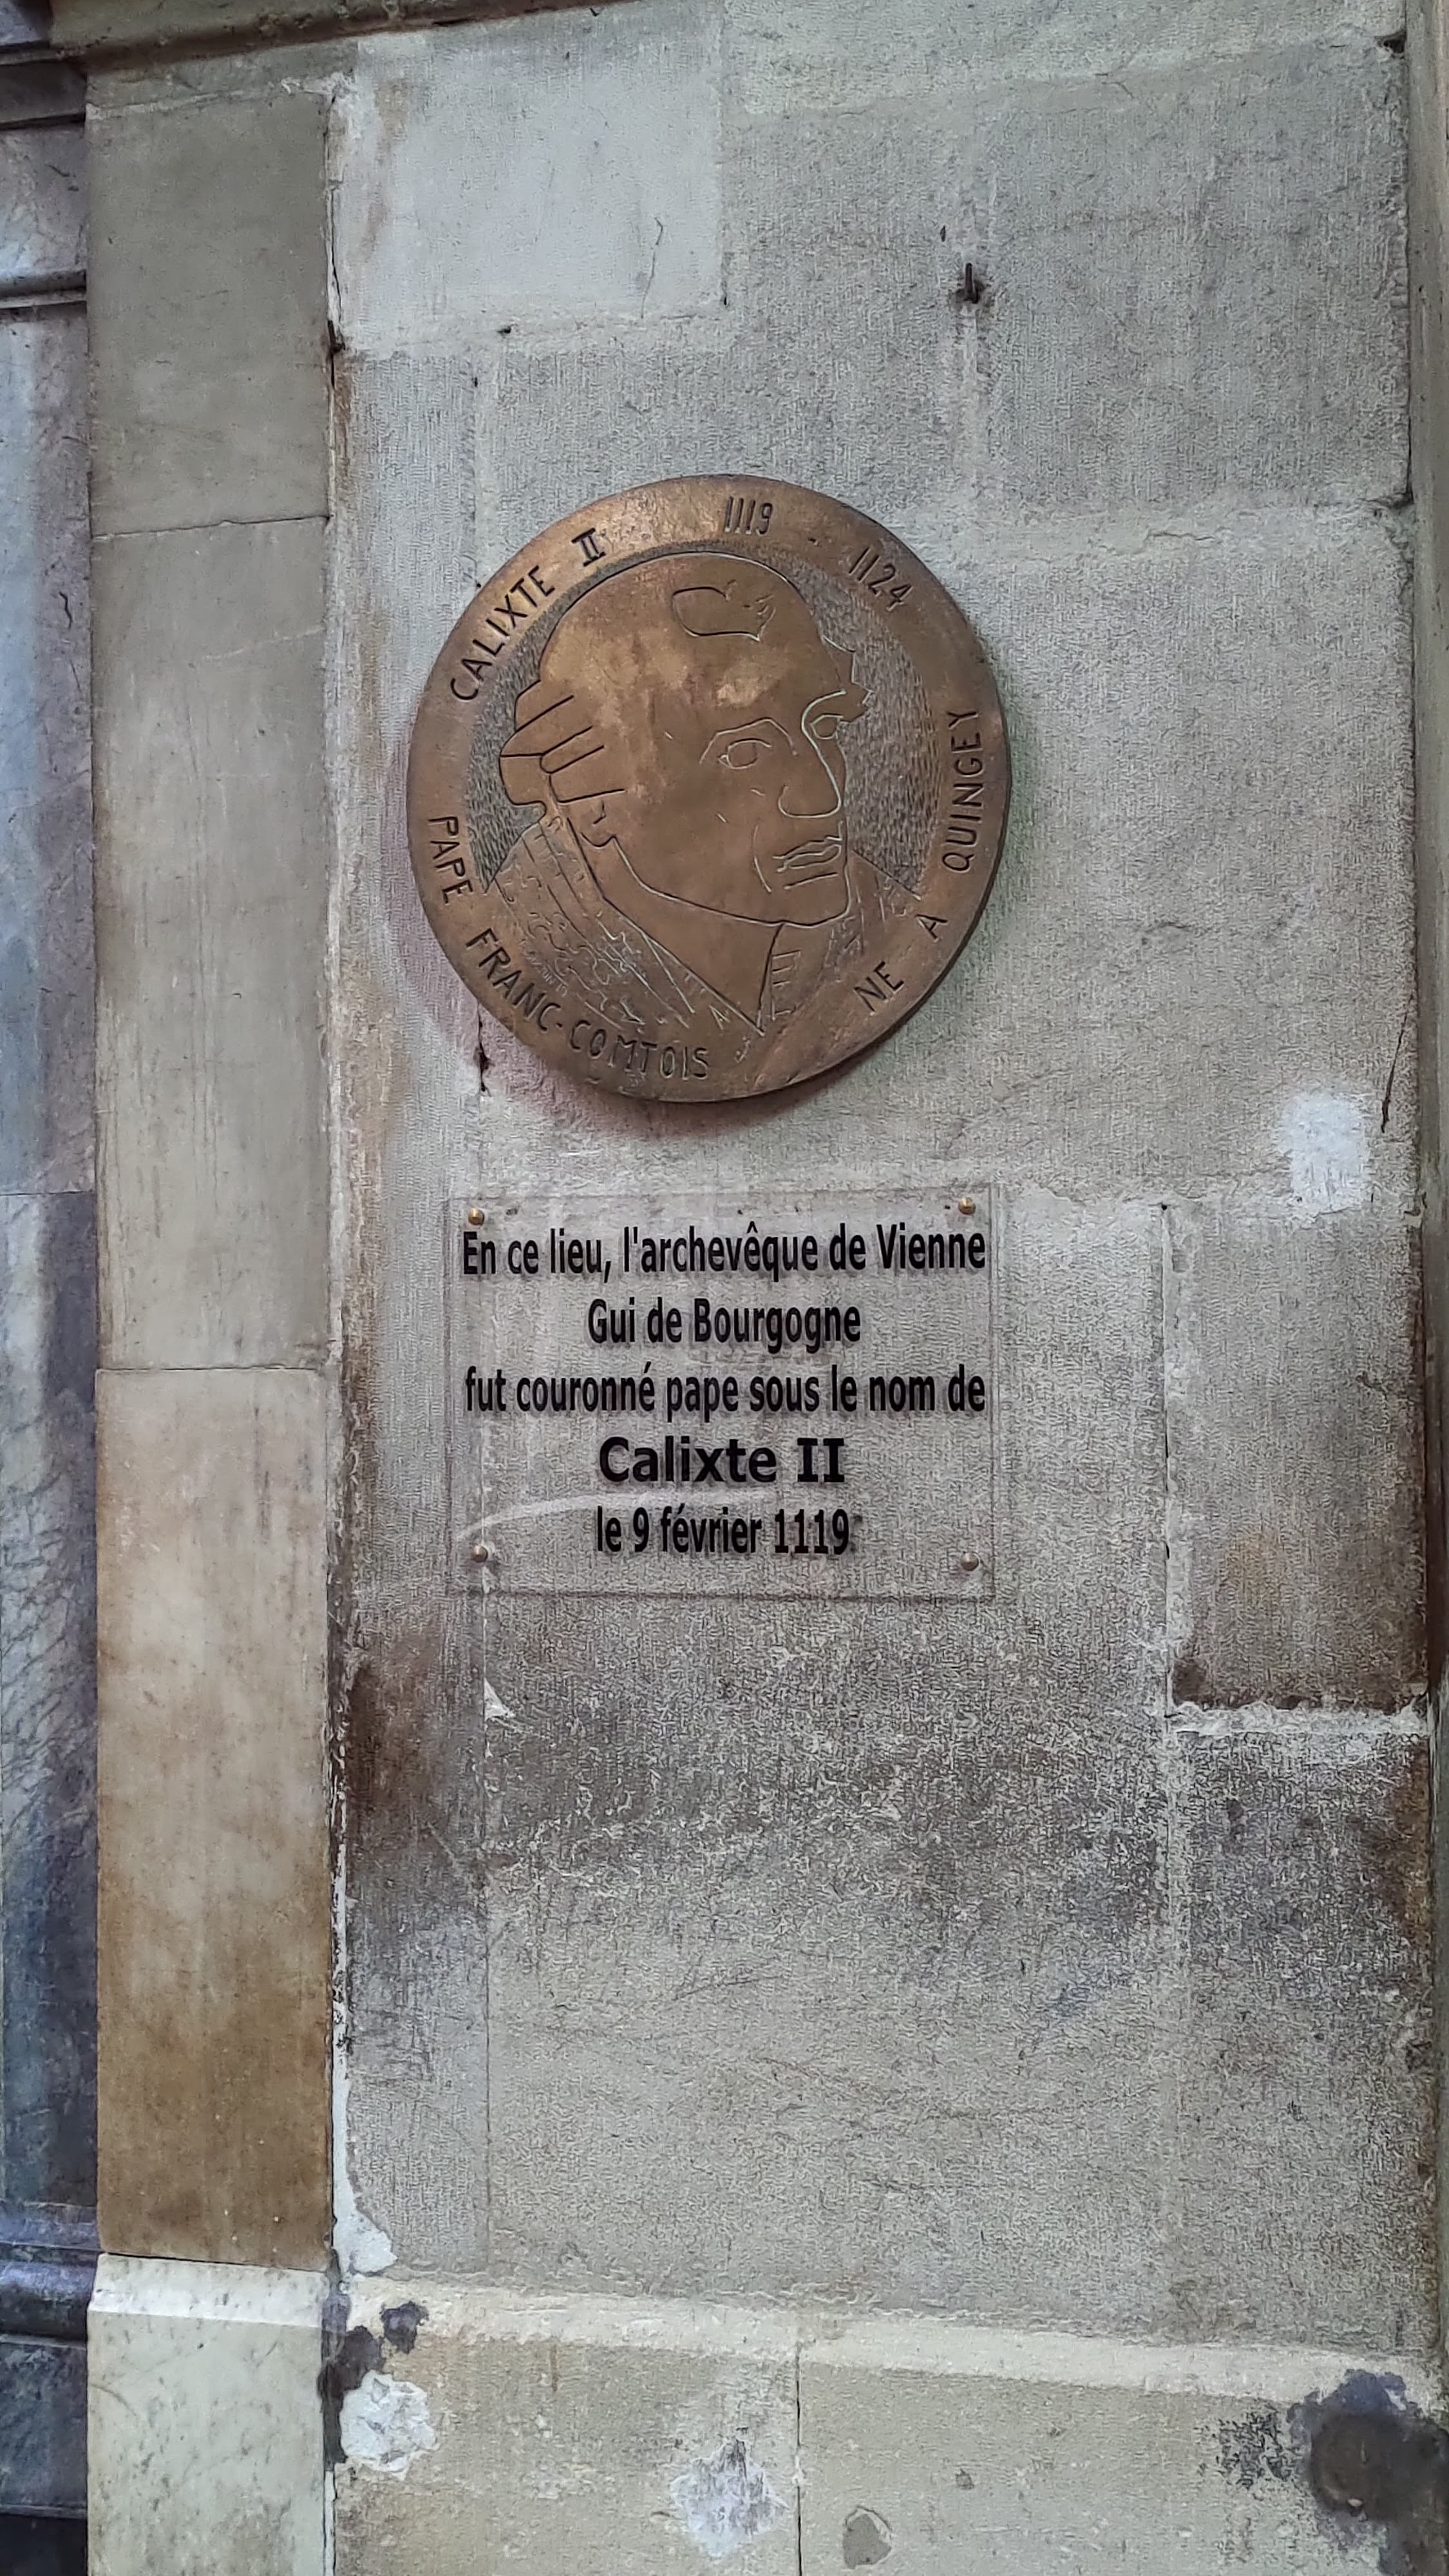 CALIXTE II 1119 - 1124
PAPE FRANC-COMTOIS NE A QUINGEY
En ce lieu, l'archevêque de Vienne
Gui de Bourgogne
fut couronné pape sous le nom de
Calixte II
le 9 février 1119